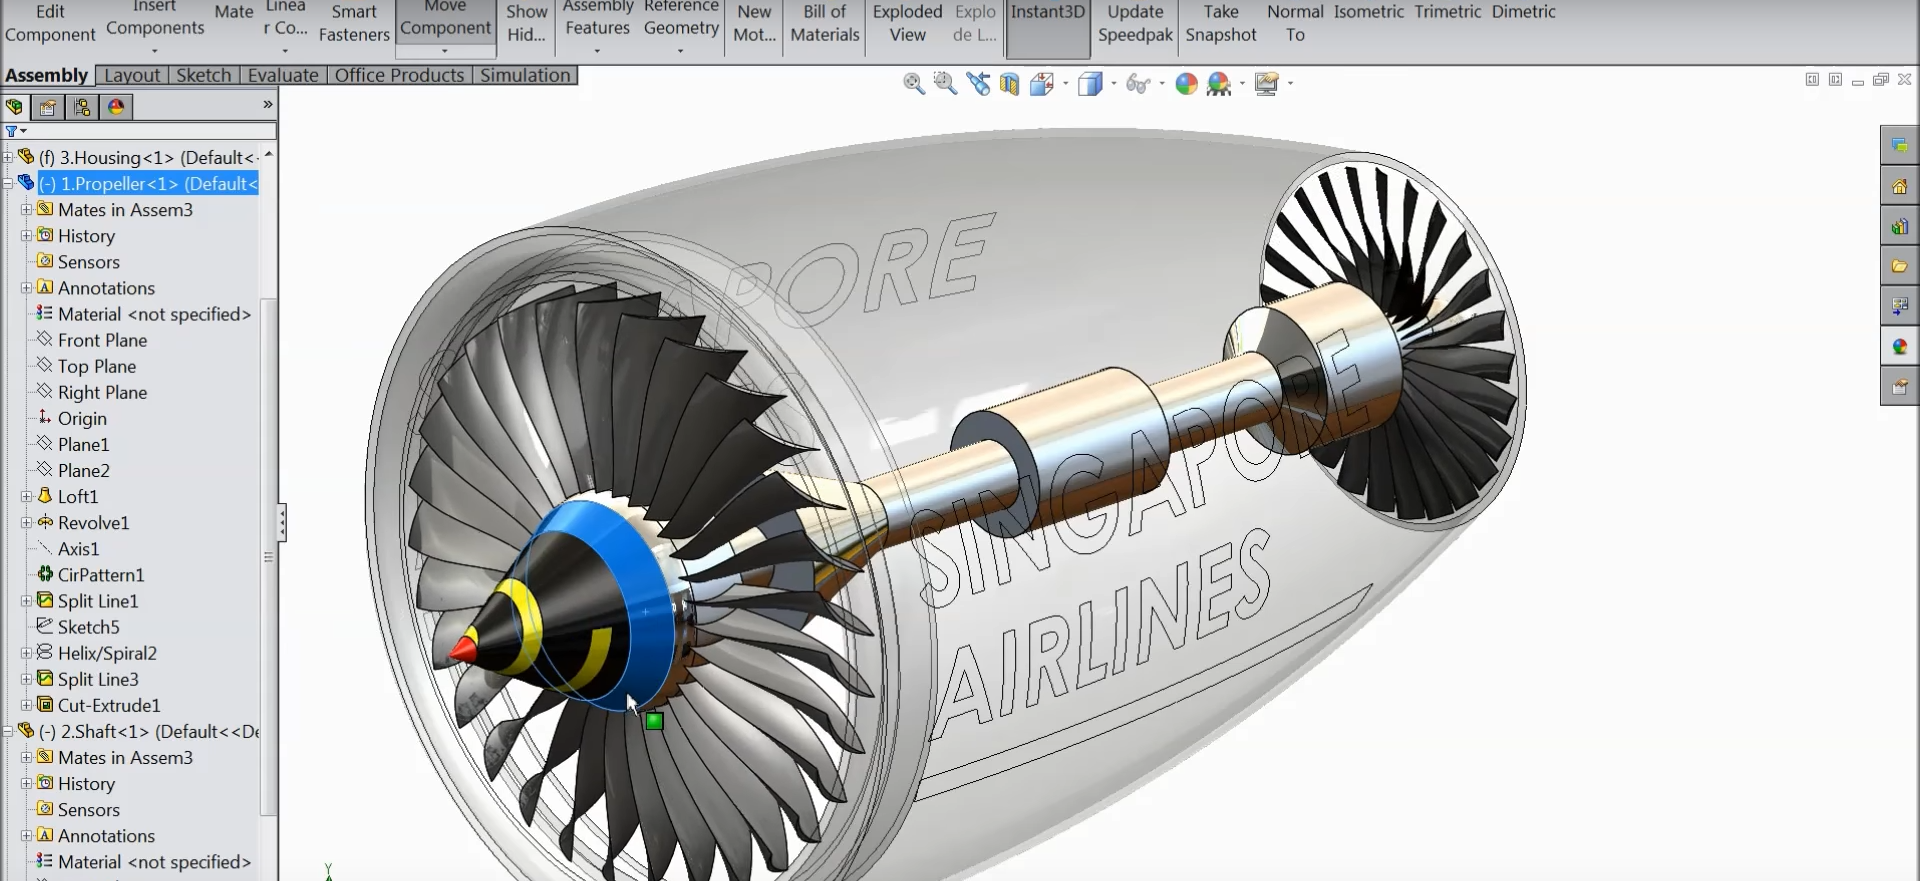 Edit
Component
Insert
Components
Mate
Linea
r Co...
Smart
Fasteners
Move
Component
Show
Hid...
Assembly
Features
Reference
Geometry
New
Mot...
Bill of
Materials
Exploded
View
Explo
de L...
Instant3D
Update
Speedpak
Take
Snapshot
Normal
To
Isometric
Trimetric
Dimetric
Assembly
Layout
Sketch
Evaluate
Office Products
Simulation
»
(f) 3.Housing<1> (Default<
(-) 1.Propeller<1> (Default<
Mates in Assem3
History
Sensors
Annotations
Material <not specified>
Front Plane
Top Plane
Right Plane
Origin
Plane1
Plane2
Loft1
Revolve1
Axis1
CirPattern1
Split Line1
Sketch5
Helix/Spiral2
Split Line3
Cut-Extrude1
(-) 2.Shaft<1> (Default<<De
Mates in Assem3
History
Sensors
Annotations
Material <not specified>
APORE
SINGAPORE
AIRLINES
Y